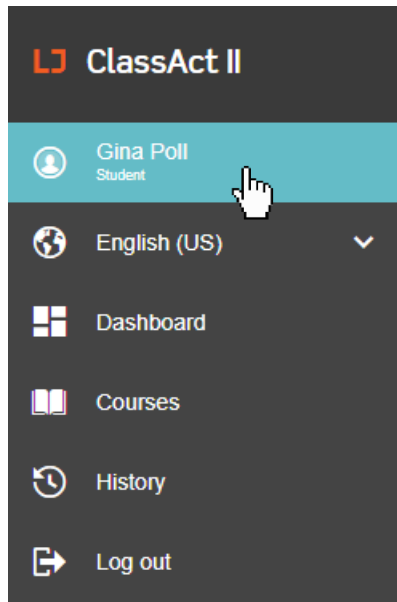 LJ ClassAct II
Gina Poll
Student
English (US)
Dashboard
Courses
History
Log out